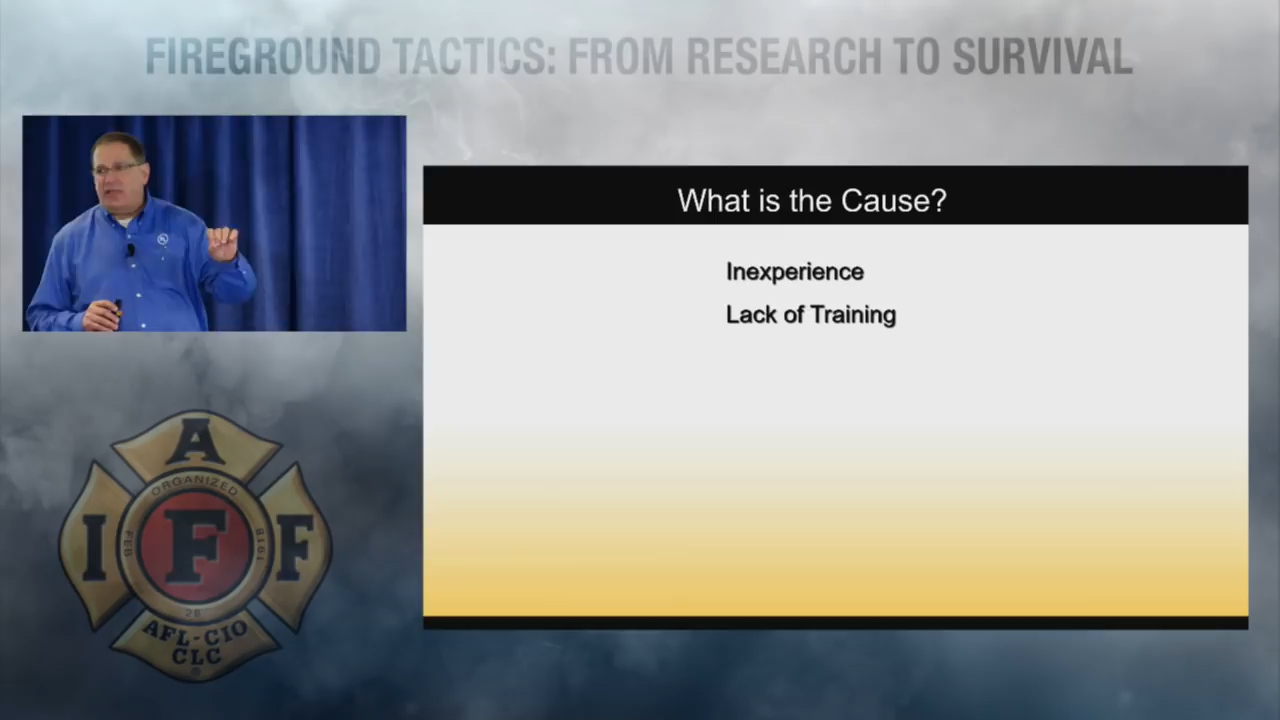 FIREGROUND TACTICS: FROM RESEARCH TO SURVIVAL
What is the Cause?
Inexperience
Lack of Training
A
ORGANIZED
I F F
FEB 1918
28
AFL-CIO
CLC